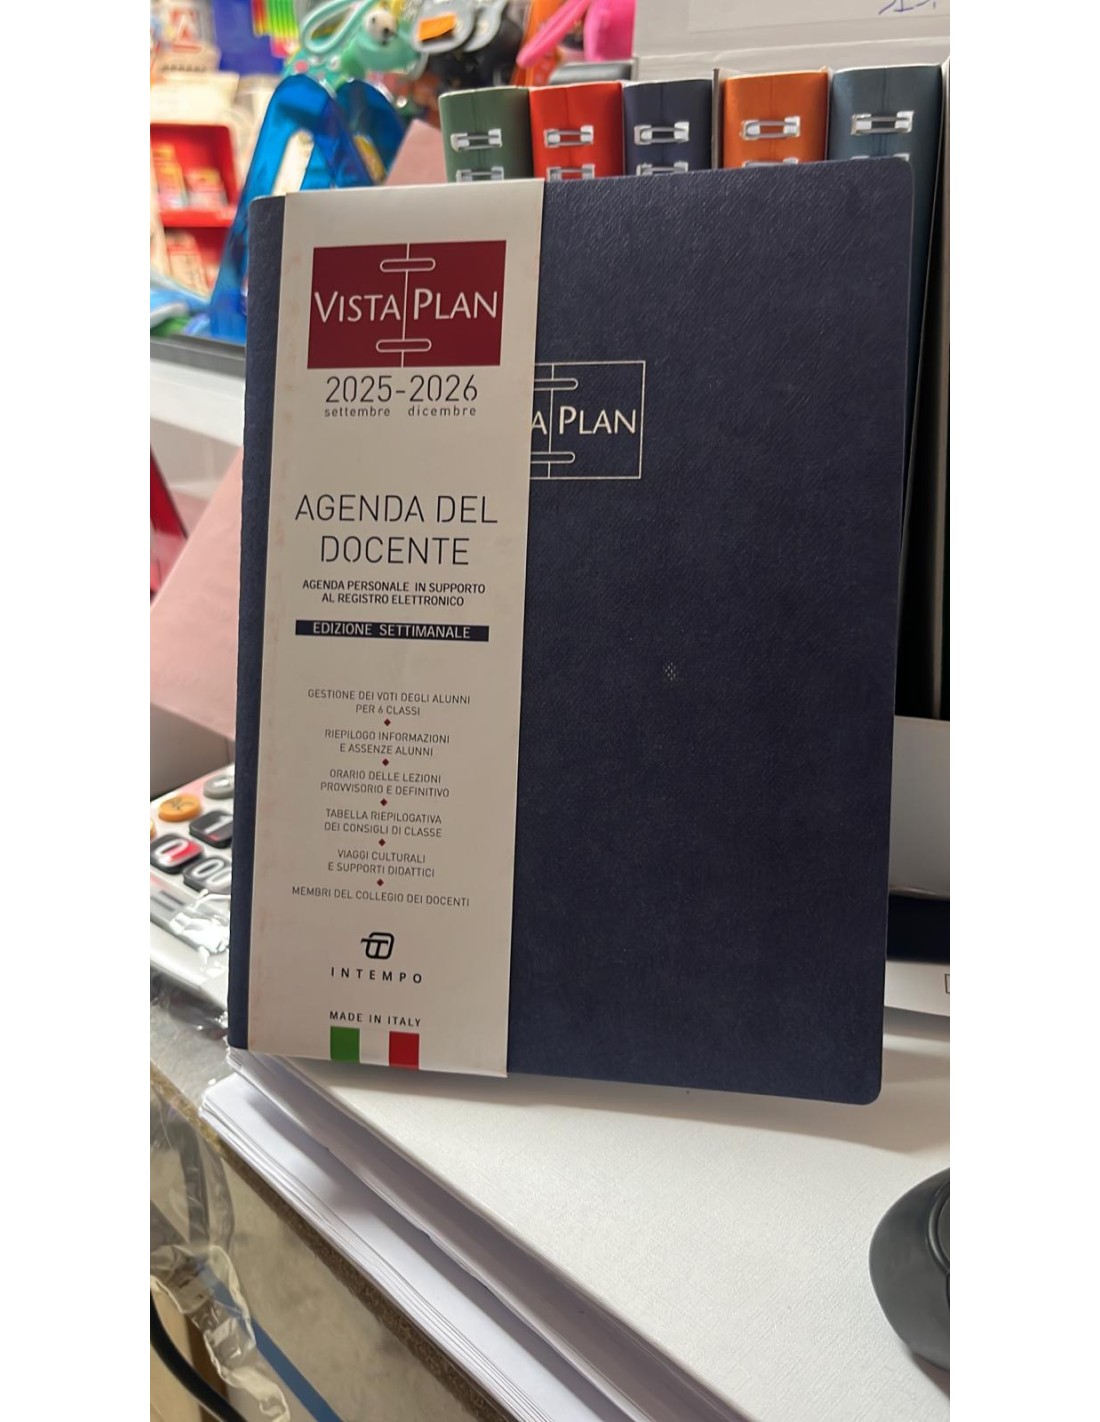 VISTA PLAN
2025-2026
settembre dicembre
AGENDA DEL
DOCENTE
AGENDA PERSONALE IN SUPPORTO
AL REGISTRO ELETTRONICO
EDIZIONE SETTIMANALE
GESTIONE DEI VOTI DEGLI ALUNNI
PER 6 CLASSI
RIEPILOGO INFORMAZIONI
E ASSENZE ALUNNI
ORARIO DELLE LEZIONI
PROVVISORIO E DEFINITIVO
TABELLA RIEPILOGATIVA
DEI CONSIGLI DI CLASSE
VIAGGI CULTURALI
E SUPPORTI DIDATTICI
MEMBRI DEL COLLEGIO DEI DOCENTI
INTEMPO
MADE IN ITALY
A PLAN